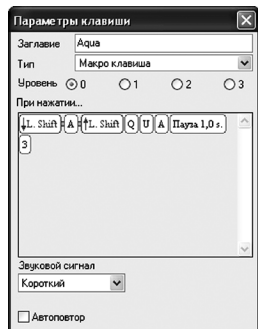 Параметры клавиши
Заглавие Aqua
Тип Макро клавиша
Уровень 0 1 2 3
При нажатии...
↓L. Shift A ↑L. Shift Q U A Пауза 1,0 s.
3
Звуковой сигнал
Короткий
Автоповтор